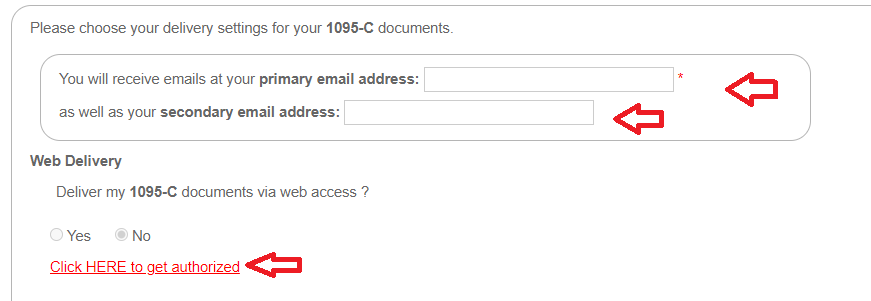 Please choose your delivery settings for your 1095-C documents.
You will receive emails at your primary email address: *
as well as your secondary email address:
Web Delivery
Deliver my 1095-C documents via web access ?
Yes No
Click HERE to get authorized